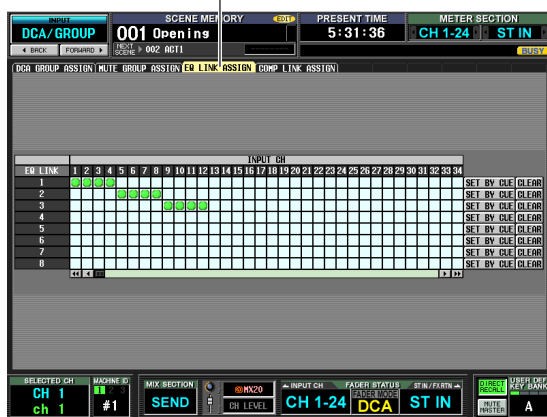 INPUT
DCA/GROUP
BACK FORWARD
SCENE MEMORY EDIT
001 Opening
NEXT SCENE 002 ACT1
PRESENT TIME
5:31:36
METER SECTION
CH 1-24 ST IN
BUSY
DCA GROUP ASSIGN MUTE GROUP ASSIGN EQ LINK ASSIGN COMP LINK ASSIGN
INPUT CH
EQ LINK 1 2 3 4 5 6 7 8 9 10 11 12 13 14 15 16 17 18 19 20 21 22 23 24 25 26 27 28 29 30 31 32 33 34
1 SET BY CUE CLEAR
2 SET BY CUE CLEAR
3 SET BY CUE CLEAR
4 SET BY CUE CLEAR
5 SET BY CUE CLEAR
6 SET BY CUE CLEAR
7 SET BY CUE CLEAR
8 SET BY CUE CLEAR
SELECTED CH
CH 1
ch 1
MACHINE ID
1 2 3
#1
MIX SECTION
SEND
MX20
CH LEVEL
INPUT CH FADER STATUS ST IN/FXRTN
CH 1-24 FADER MODE DCA ST IN
DIRECT RECALL
MUTE MASTER
USER DEF
KEY BANK
A